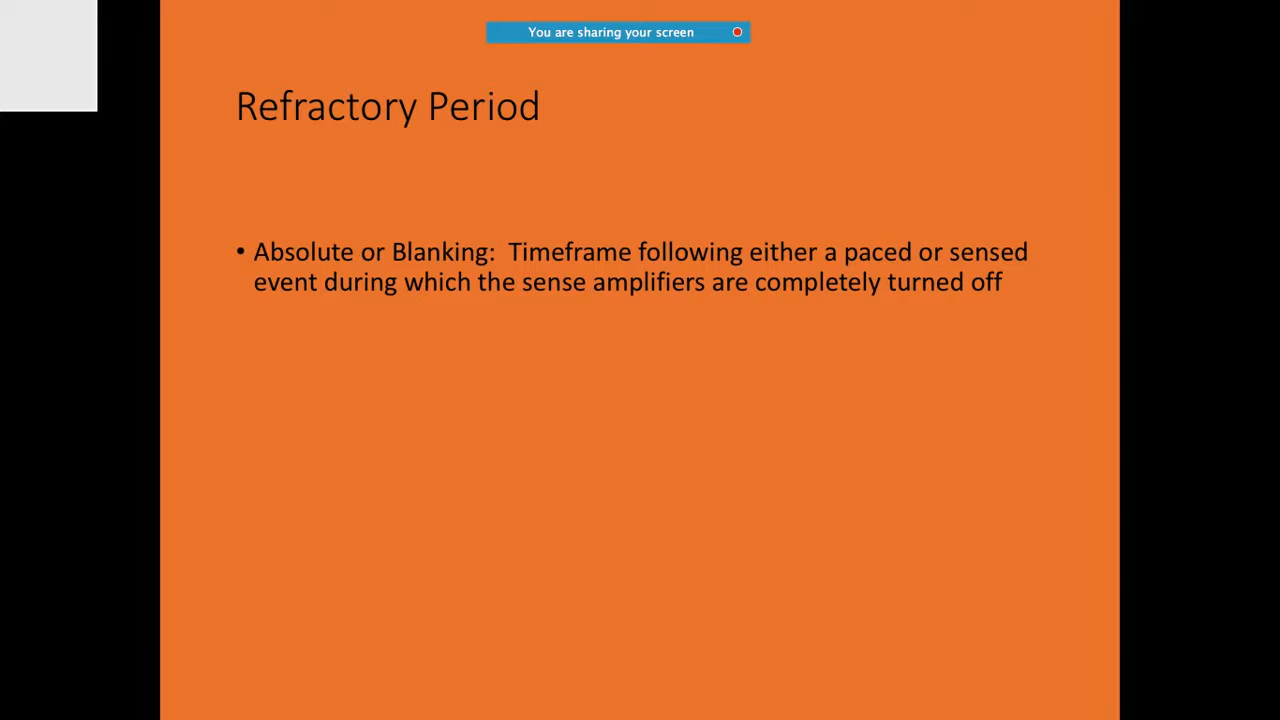 You are sharing your screen
Refractory Period
• Absolute or Blanking:  Timeframe following either a paced or sensed
event during which the sense amplifiers are completely turned off